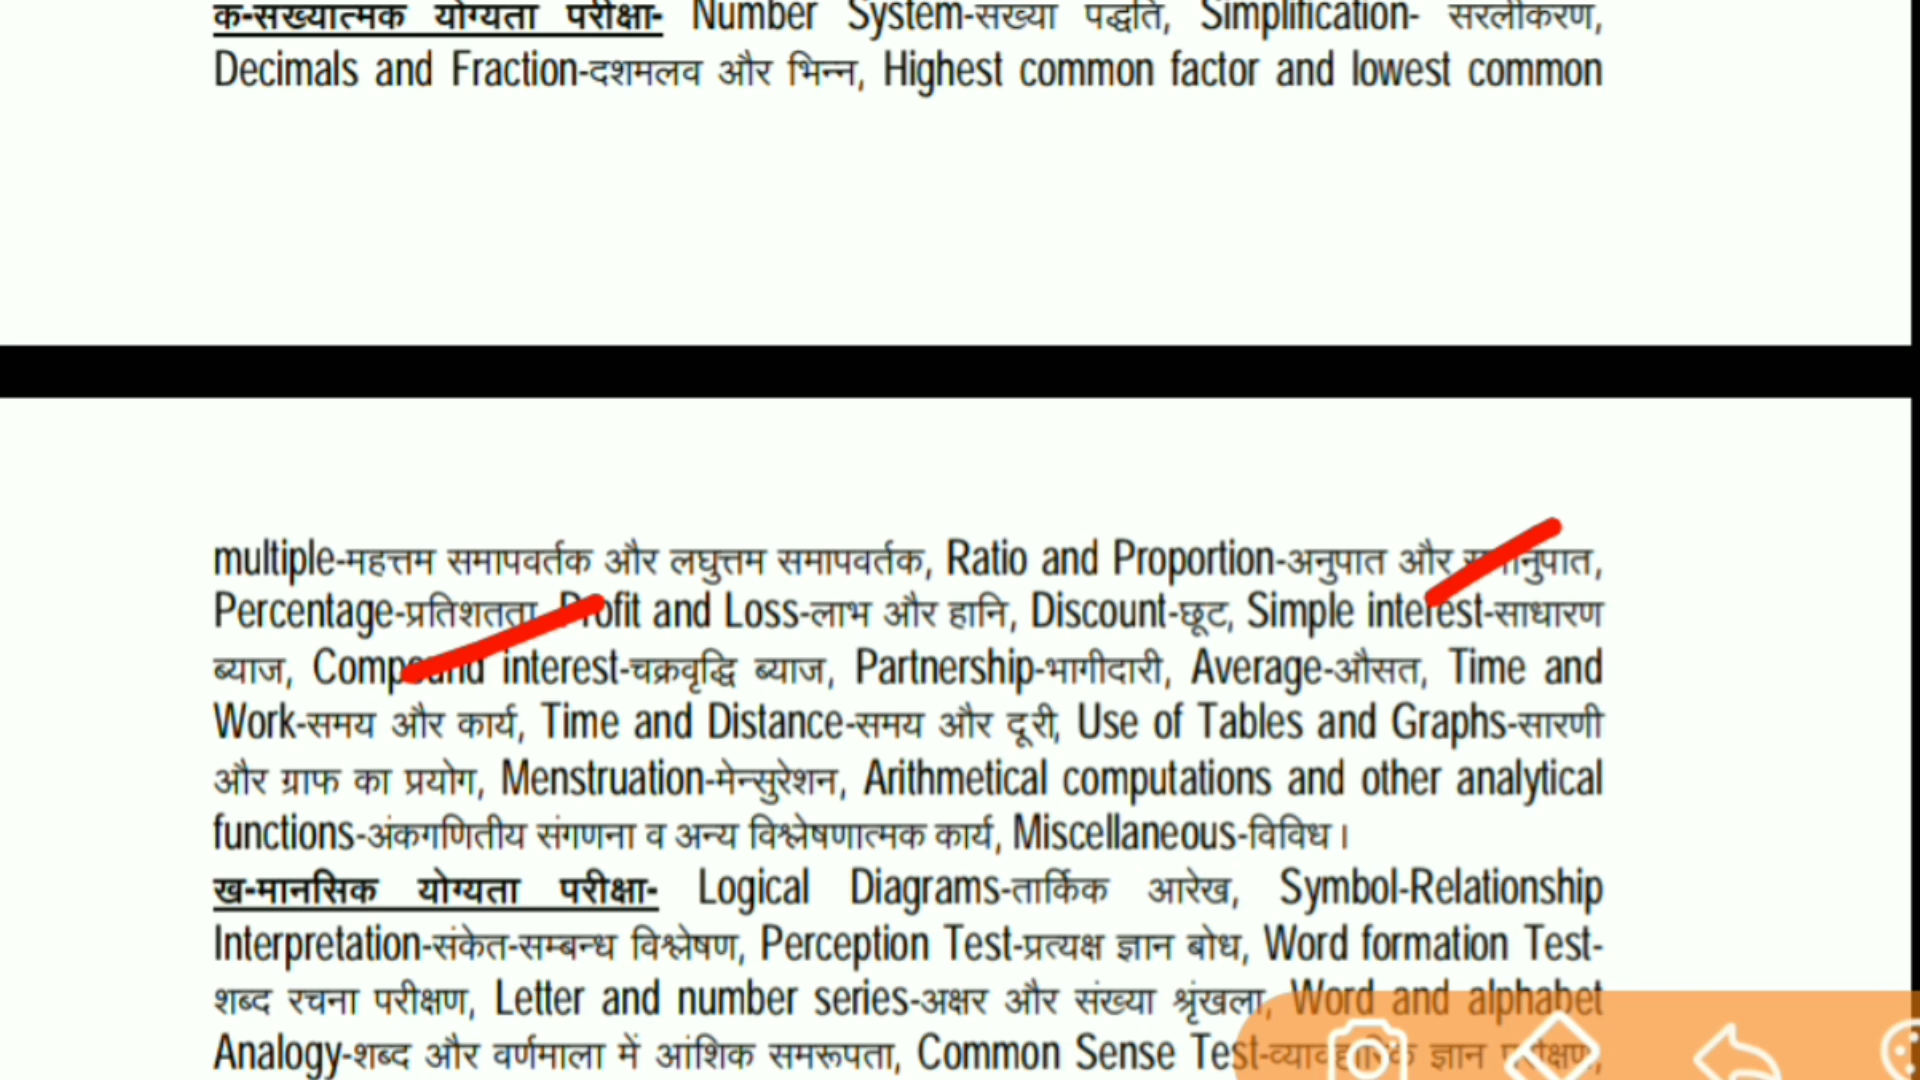 क-सख्यात्मक योग्यता परीक्षा- Number System-सख्या पद्धति, Simplification- सरलीकरण,
Decimals and Fraction-दशमलव और भिन्न, Highest common factor and lowest common
multiple-महत्तम समापवर्तक और लघुत्तम समापवर्तक, Ratio and Proportion-अनुपात और समानुपात,
Percentage-प्रतिशतता, Profit and Loss-लाभ और हानि, Discount-छूट, Simple interest-साधारण
ब्याज, Compound interest-चक्रवृद्धि ब्याज, Partnership-भागीदारी, Average-औसत, Time and
Work-समय और कार्य, Time and Distance-समय और दूरी, Use of Tables and Graphs-सारणी
और ग्राफ का प्रयोग, Menstruation-मेन्सुरेशन, Arithmetical computations and other analytical
functions-अंकगणितीय संगणना व अन्य विश्लेषणात्मक कार्य, Miscellaneous-विविध।
ख-मानसिक योग्यता परीक्षा- Logical Diagrams-तार्किक आरेख, Symbol-Relationship
Interpretation-संकेत-सम्बन्ध विश्लेषण, Perception Test-प्रत्यक्ष ज्ञान बोध, Word formation Test-
शब्द रचना परीक्षण, Letter and number series-अक्षर और संख्या श्रृंखला, Word and alphabet
Analogy-शब्द और वर्णमाला में आंशिक समरूपता, Common Sense Test-व्यावहारिक ज्ञान परीक्षण,